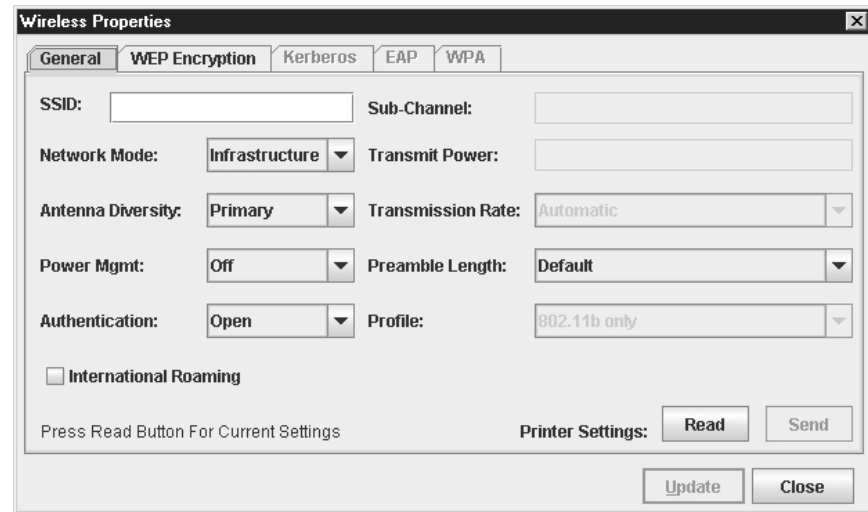 Wireless Properties
General WEP Encryption Kerberos EAP WPA
SSID: Sub-Channel:
Network Mode: Infrastructure Transmit Power:
Antenna Diversity: Primary Transmission Rate: Automatic
Power Mgmt: Off Preamble Length: Default
Authentication: Open Profile: 802.11b only
International Roaming
Press Read Button For Current Settings Printer Settings: Read Send
Update Close